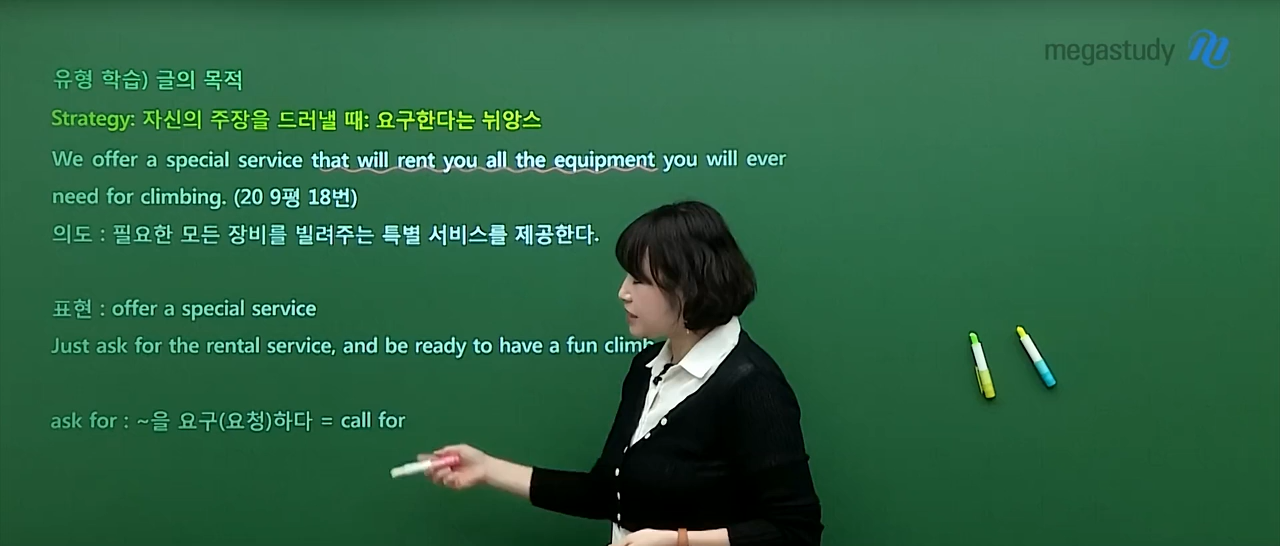 megastudy
유형 학습) 글의 목적
Strategy: 자신의 주장을 드러낼 때: 요구한다는 뉘앙스
We offer a special service that will rent you all the equipment you will ever
need for climbing. (20 9평 18번)
의도 : 필요한 모든 장비를 빌려주는 특별 서비스를 제공한다.
표현 : offer a special service
Just ask for the rental service, and be ready to have a fun climb
ask for : ~을 요구(요청)하다 = call for